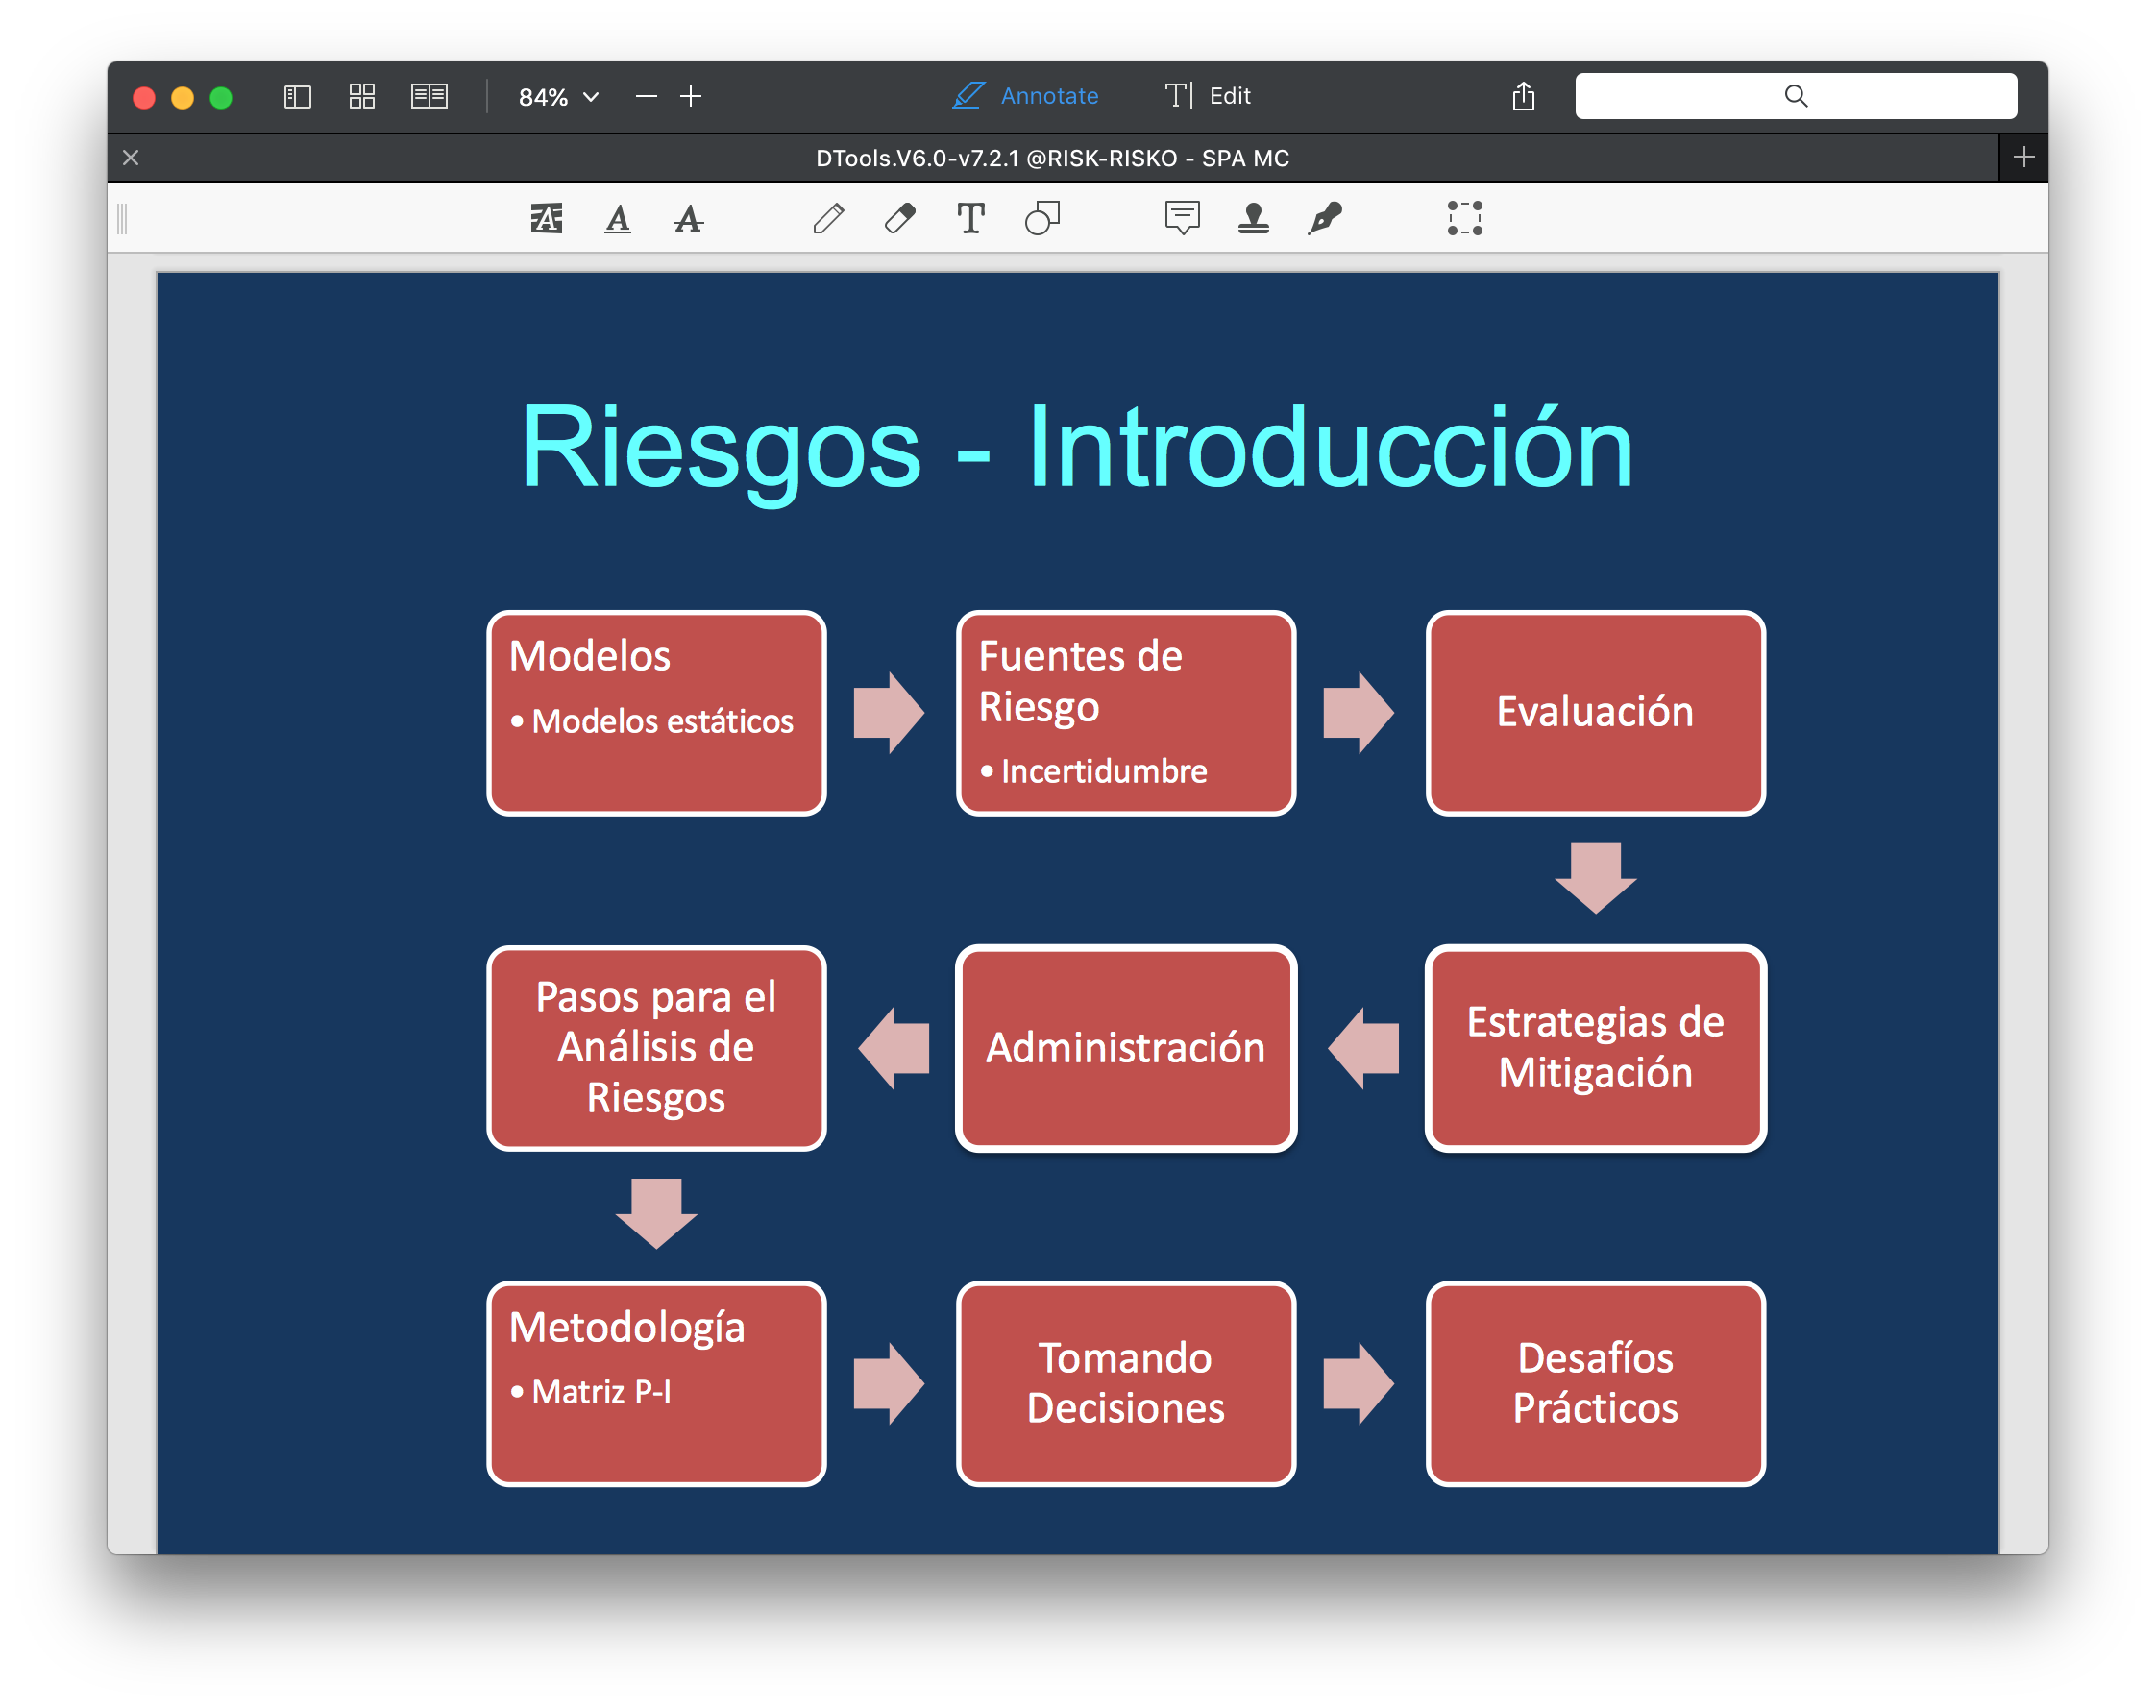 84%
Annotate
Edit
DTools.V6.0-v7.2.1 @RISK-RISKO - SPA MC
Riesgos - Introducción
Modelos
• Modelos estáticos
Fuentes de
Riesgo
• Incertidumbre
Evaluación
Estrategias de
Mitigación
Administración
Pasos para el
Análisis de
Riesgos
Metodología
• Matriz P-I
Tomando
Decisiones
Desafíos
Prácticos